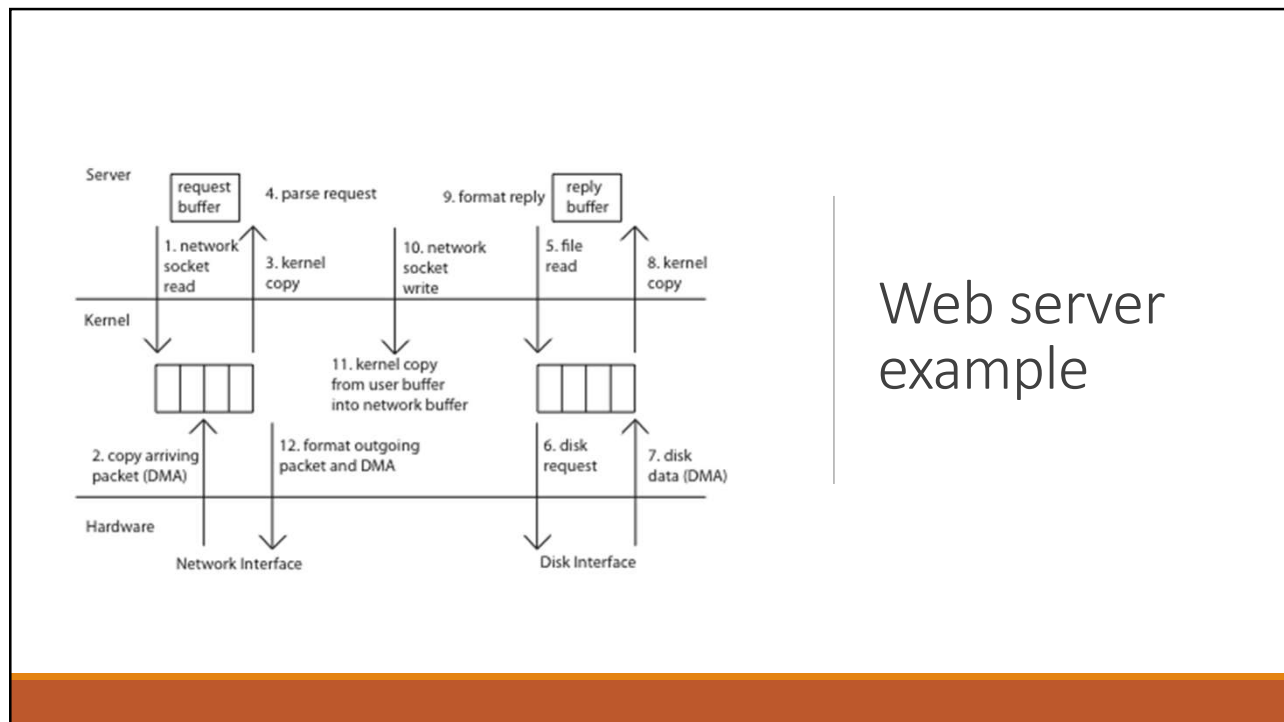 Server
request
buffer
4. parse request
9. format reply
reply
buffer
1. network
socket
read
3. kernel
copy
10. network
socket
write
5. file
read
8. kernel
copy
Kernel
11. kernel copy
from user buffer
into network buffer
2. copy arriving
packet (DMA)
12. format outgoing
packet and DMA
6. disk
request
7. disk
data (DMA)
Hardware
Network Interface
Disk Interface
Web server
example